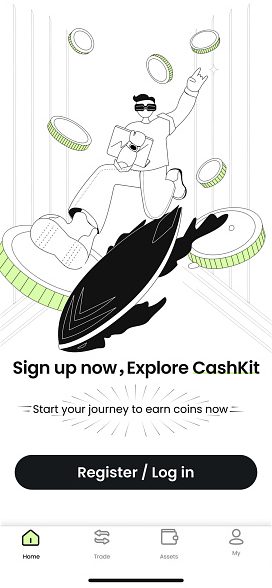 Sign up now，Explore CashKit
Start your journey to earn coins now
Register / Log in
Home
Trade
Assets
My